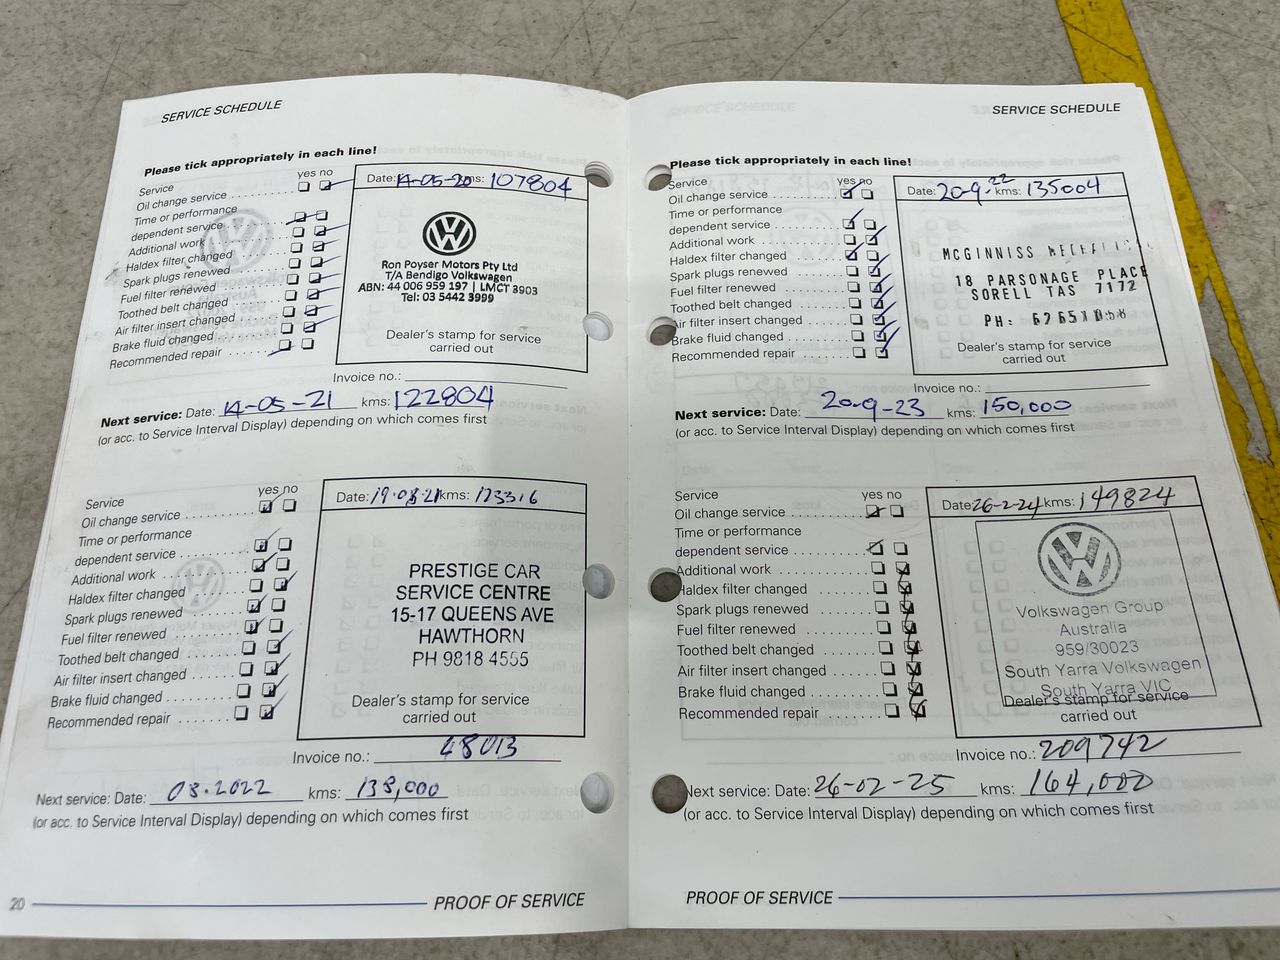 SERVICE SCHEDULE
Please tick appropriately in each line!
Service yes no
Oil change service
Time or performance
dependent service
Additional work
Haldex filter changed
Spark plugs renewed
Fuel filter renewed
Toothed belt changed
Air filter insert changed
Brake fluid changed
Recommended repair
Date: 14-05-20 kms: 107804
Ron Poyser Motors Pty Ltd
T/A Bendigo Volkswagen
ABN: 44 006 959 197 | LMCT 3903
Tel: 03 5442 3999
Dealer's stamp for service
carried out
Invoice no.:
Next service: Date: 14-05-21 kms: 122804
(or acc. to Service Interval Display) depending on which comes first
Service yes no
Oil change service
Time or performance
dependent service
Additional work
Haldex filter changed
Spark plugs renewed
Fuel filter renewed
Toothed belt changed
Air filter insert changed
Brake fluid changed
Recommended repair
Date: 19.08.21 kms: 123316
PRESTIGE CAR
SERVICE CENTRE
15-17 QUEENS AVE
HAWTHORN
PH 9818 4555
Dealer's stamp for service
carried out
Invoice no.: 48013
Next service: Date: 08.2022 kms: 138,000
(or acc. to Service Interval Display) depending on which comes first
20
PROOF OF SERVICE
SERVICE SCHEDULE
Please tick appropriately in each line!
Service yes no
Oil change service
Time or performance
dependent service
Additional work
Haldex filter changed
Spark plugs renewed
Fuel filter renewed
Toothed belt changed
Air filter insert changed
Brake fluid changed
Recommended repair
Date: 20-9-22 kms: 135004
MCGINNISS
18 PARSONAGE PLACE
SORELL TAS 7172
PH:
Dealer's stamp for service
carried out
Invoice no.:
Next service: Date: 20-9-23 kms: 150,000
(or acc. to Service Interval Display) depending on which comes first
Service yes no
Oil change service
Time or performance
dependent service
Additional work
Haldex filter changed
Spark plugs renewed
Fuel filter renewed
Toothed belt changed
Air filter insert changed
Brake fluid changed
Recommended repair
Date: 26-2-24 kms: 149824
Volkswagen Group
Australia
959/30023
South Yarra Volkswagen
South Yarra VIC
Dealer's stamp for service
carried out
Invoice no.: 209742
Next service: Date: 26-02-25 kms: 164,000
(or acc. to Service Interval Display) depending on which comes first
PROOF OF SERVICE